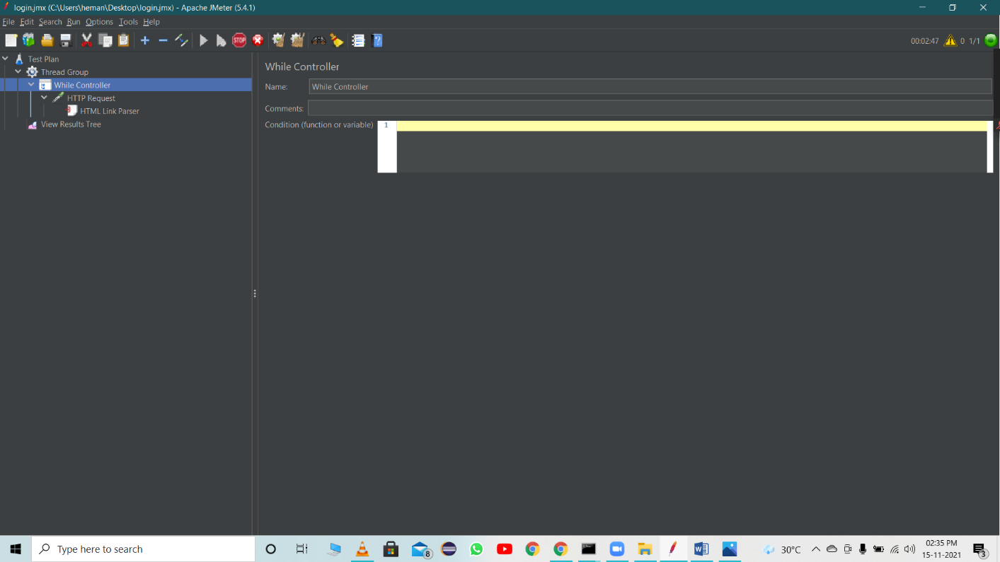 login.jmx (C:\Users\heman\Desktop\login.jmx) - Apache JMeter (5.4.1)
File Edit Search Run Options Tools Help
STOP
00:02:47 0 1/1
Test Plan
Thread Group
While Controller
HTTP Request
HTML Link Parser
View Results Tree
While Controller
Name: While Controller
Comments:
Condition (function or variable) 1
Type here to search
8
30°C
02:35 PM
15-11-2021
3